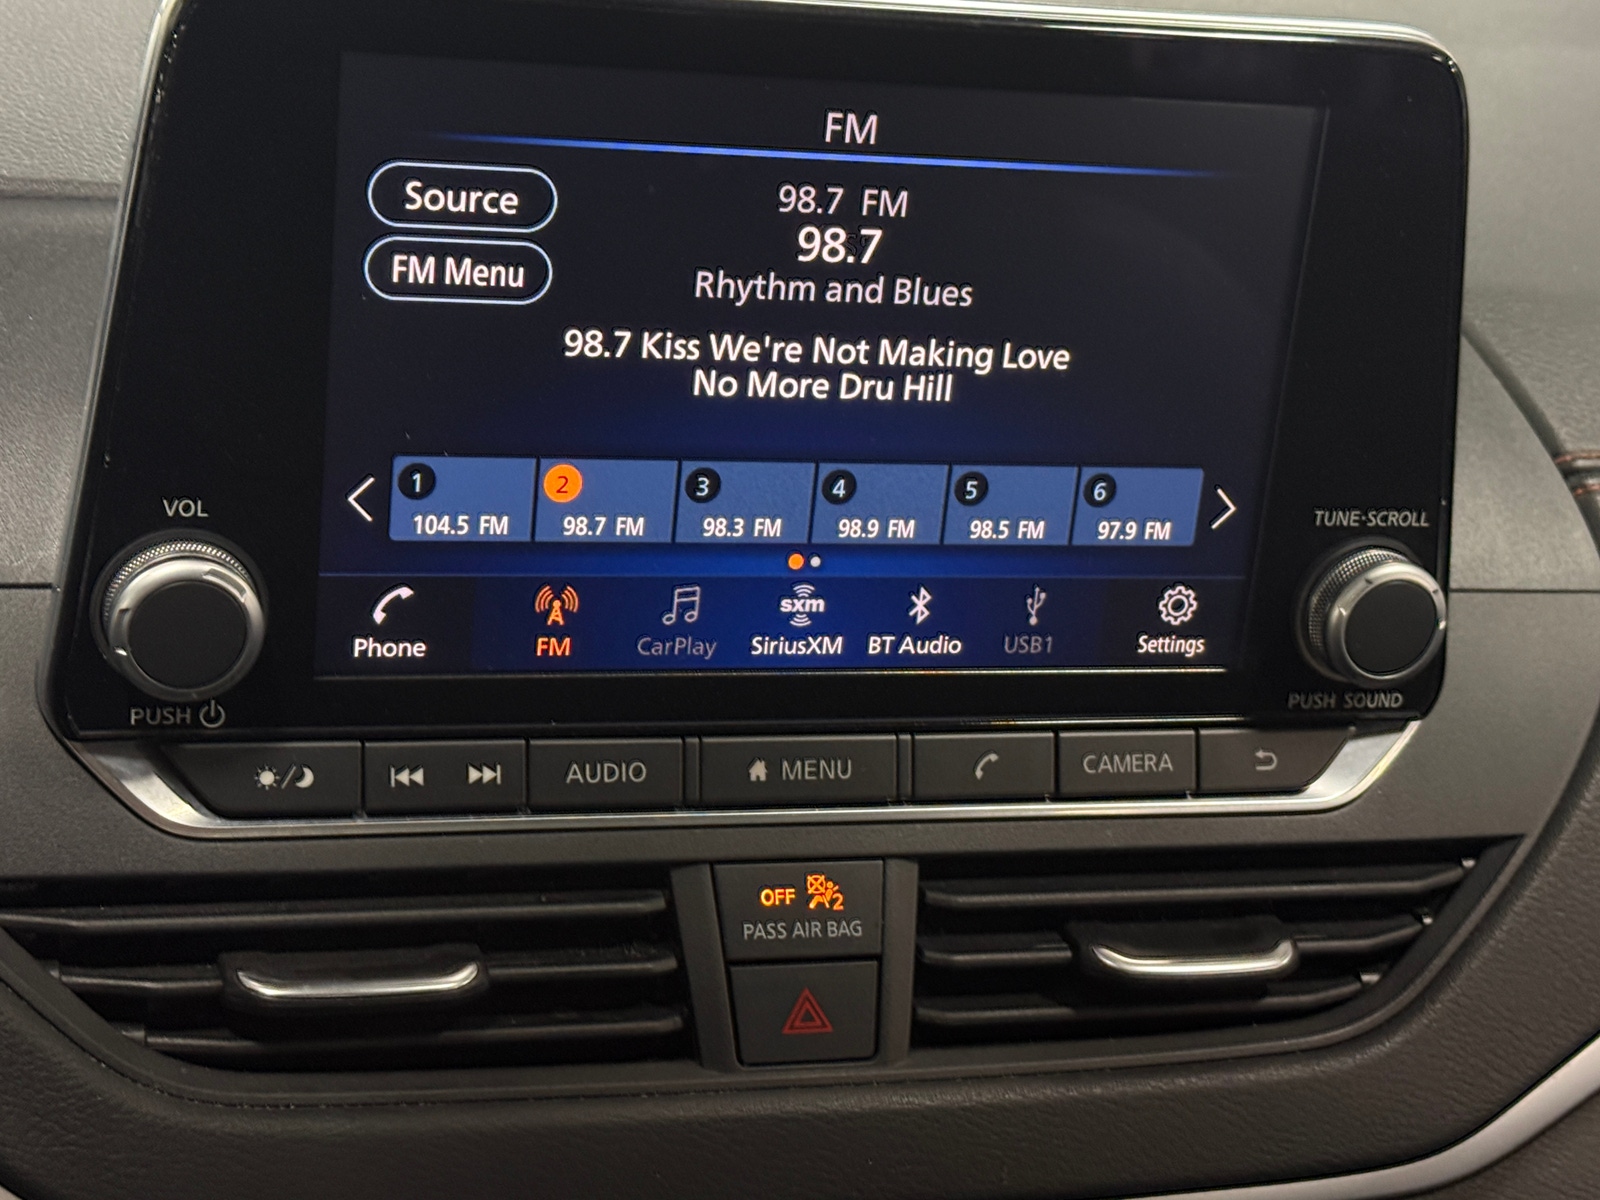 FM
Source
98.7 FM
98.7
FM Menu
Rhythm and Blues
98.7 Kiss We're Not Making Love
No More Dru Hill
1 2 3 4 5 6
104.5 FM 98.7 FM 98.3 FM 98.9 FM 98.5 FM 97.9 FM
VOL
TUNE·SCROLL
sxm
Phone FM CarPlay SiriusXM BT Audio USB1 Settings
PUSH
PUSH SOUND
AUDIO MENU CAMERA
OFF 2
PASS AIR BAG